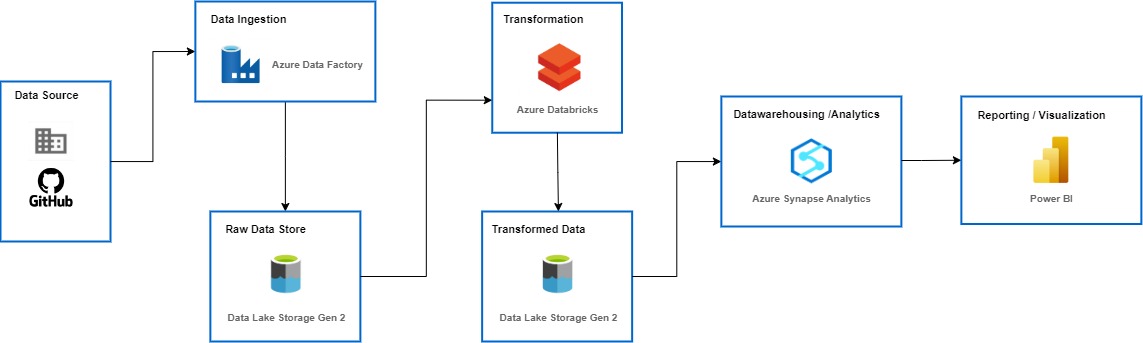 Data Source
GitHub
Data Ingestion
Azure Data Factory
Raw Data Store
Data Lake Storage Gen 2
Transformation
Azure Databricks
Transformed Data
Data Lake Storage Gen 2
Datawarehousing /Analytics
Azure Synapse Analytics
Reporting / Visualization
Power BI